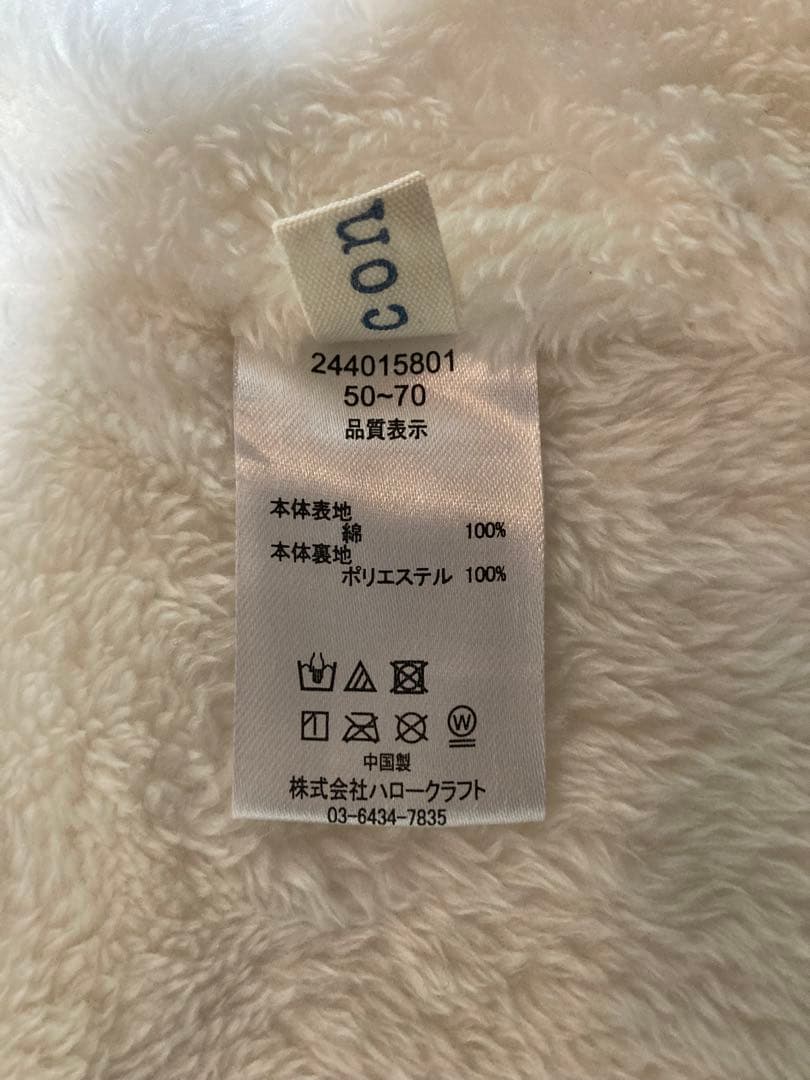 con
244015801
50~70
品質表示
本体表地
綿 100%
本体裏地
ポリエステル 100%
W
中国製
株式会社ハロークラフト
03-6434-7835